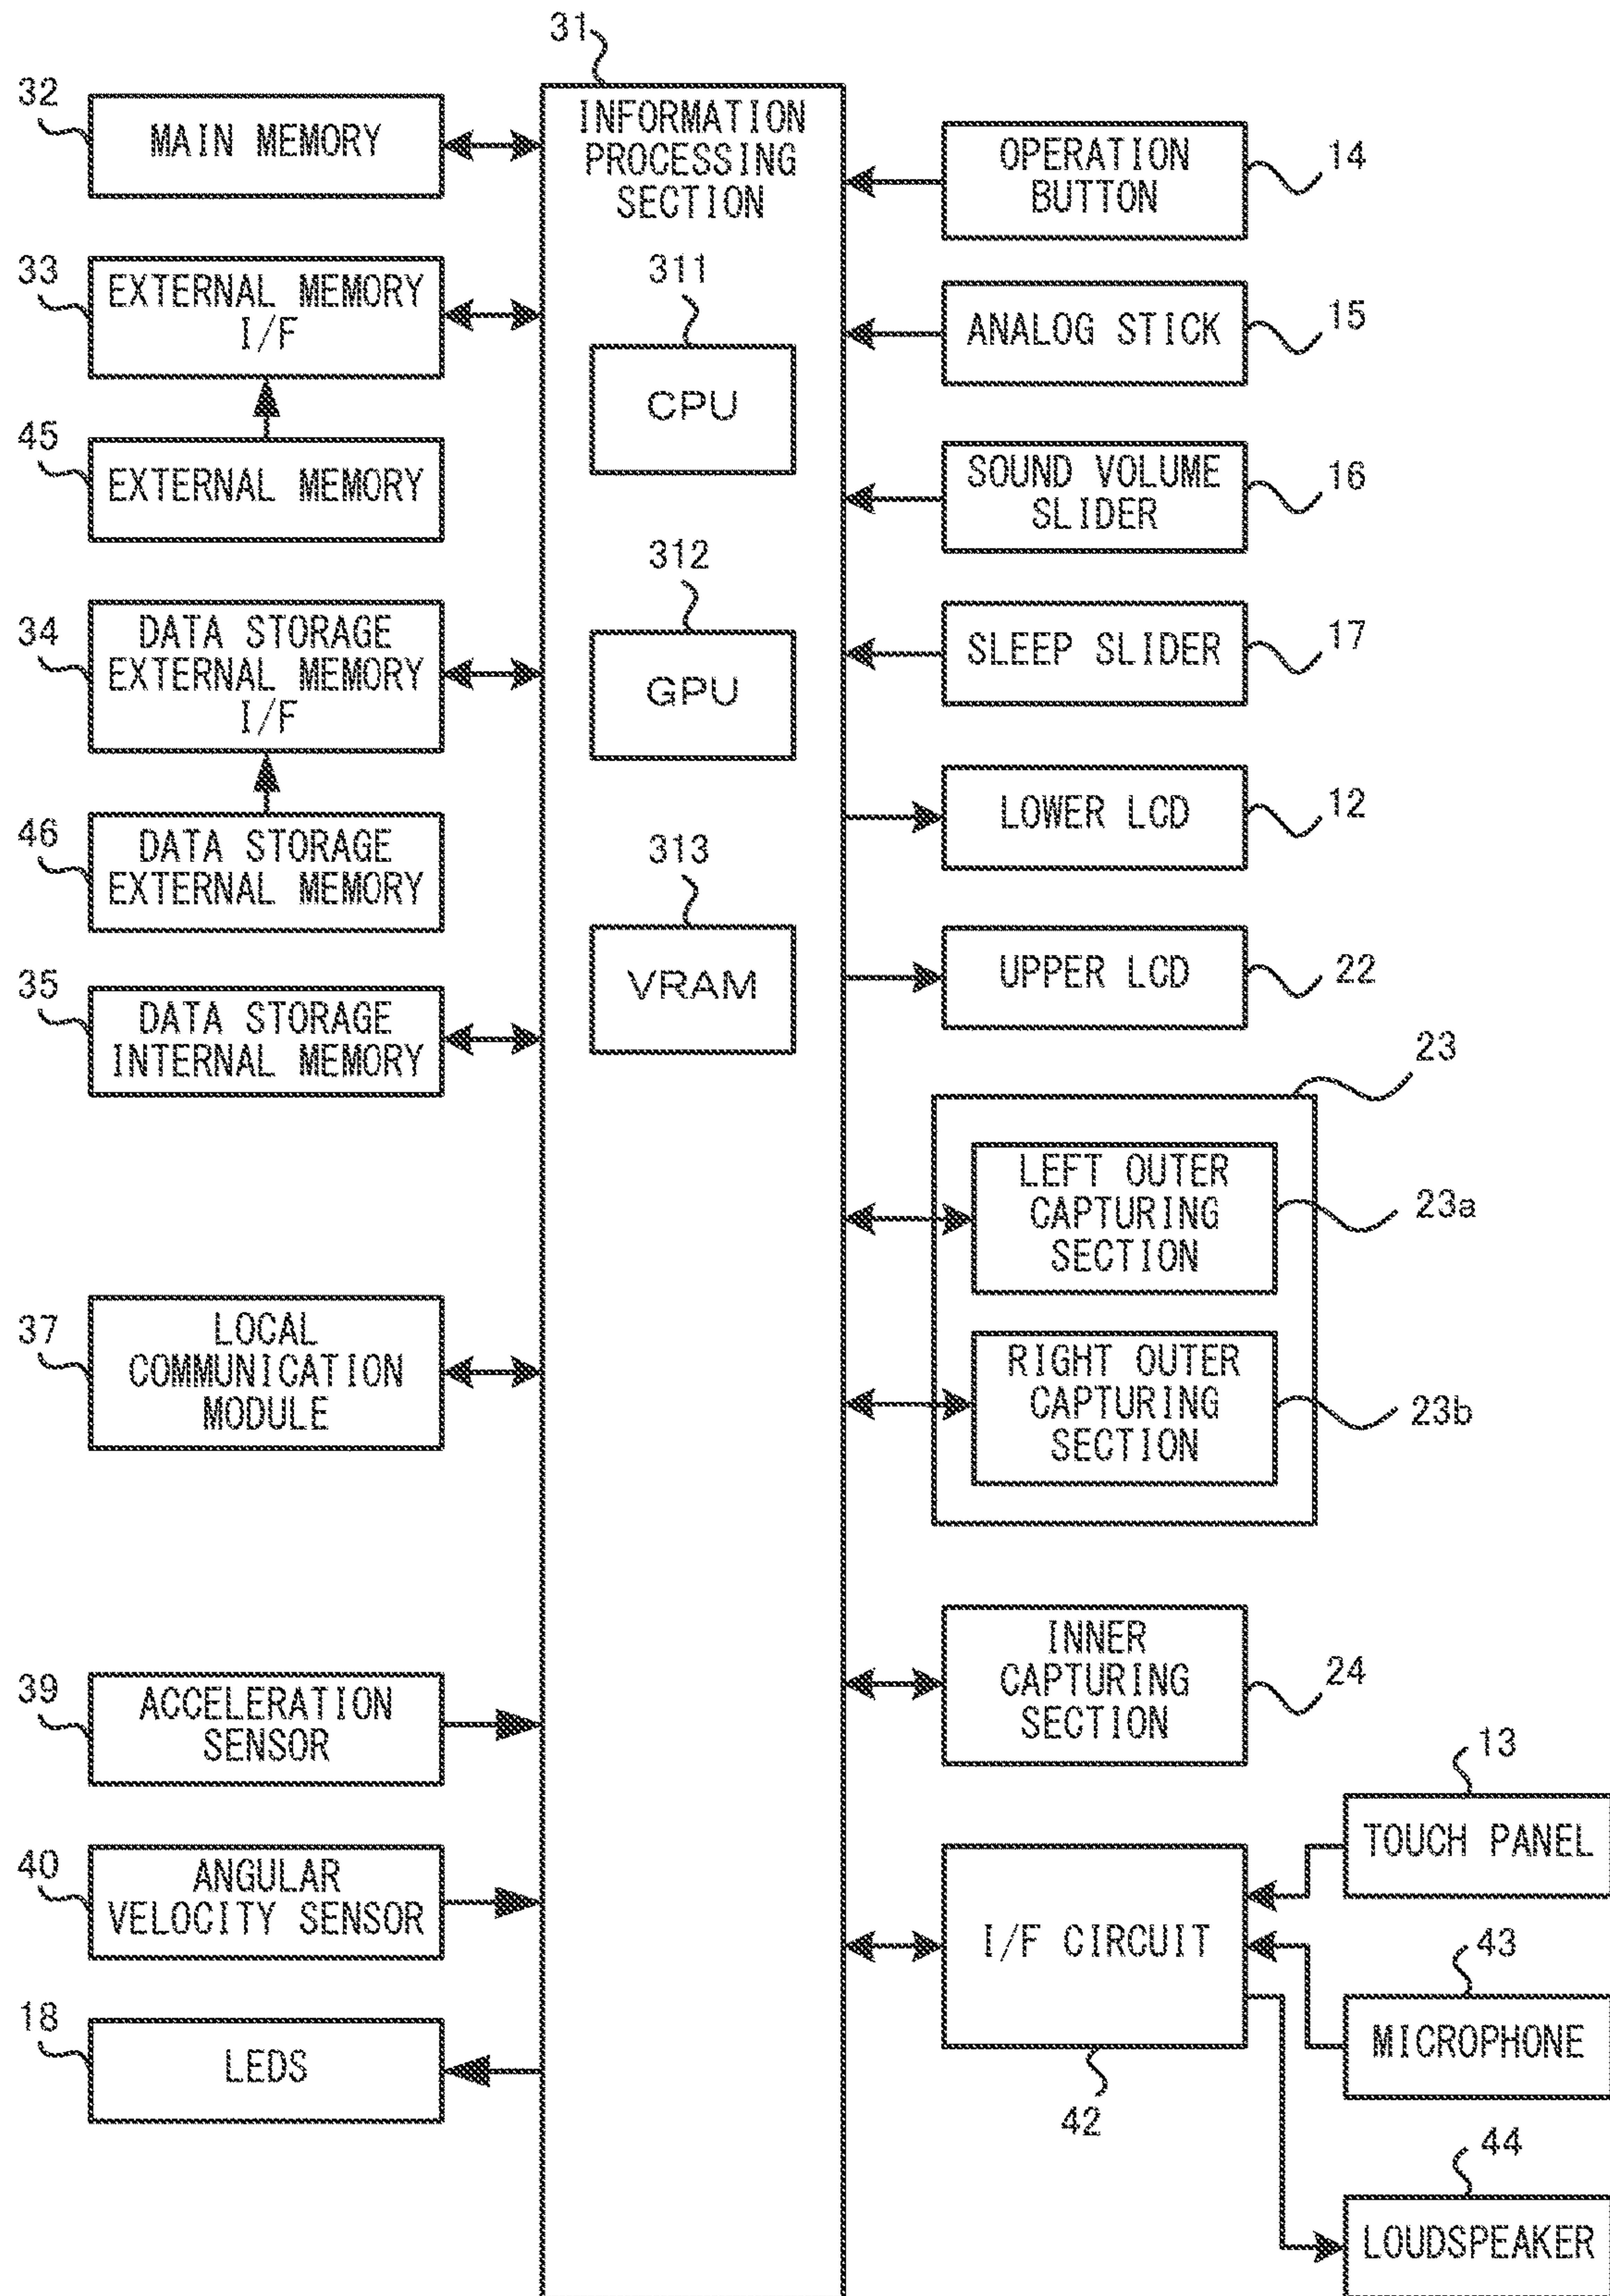 31
INFORMATION
PROCESSING
SECTION
311
CPU
312
GPU
313
VRAM
32
MAIN MEMORY
33
EXTERNAL MEMORY
I/F
45
EXTERNAL MEMORY
34
DATA STORAGE
EXTERNAL MEMORY
I/F
46
DATA STORAGE
EXTERNAL MEMORY
35
DATA STORAGE
INTERNAL MEMORY
37
LOCAL
COMMUNICATION
MODULE
39
ACCELERATION
SENSOR
40
ANGULAR
VELOCITY SENSOR
18
LEDS
OPERATION
BUTTON
14
ANALOG STICK
15
SOUND VOLUME
SLIDER
16
SLEEP SLIDER
17
LOWER LCD
12
UPPER LCD
22
23
LEFT OUTER
CAPTURING
SECTION
23a
RIGHT OUTER
CAPTURING
SECTION
23b
INNER
CAPTURING
SECTION
24
I/F CIRCUIT
42
13
TOUCH PANEL
43
MICROPHONE
44
LOUDSPEAKER